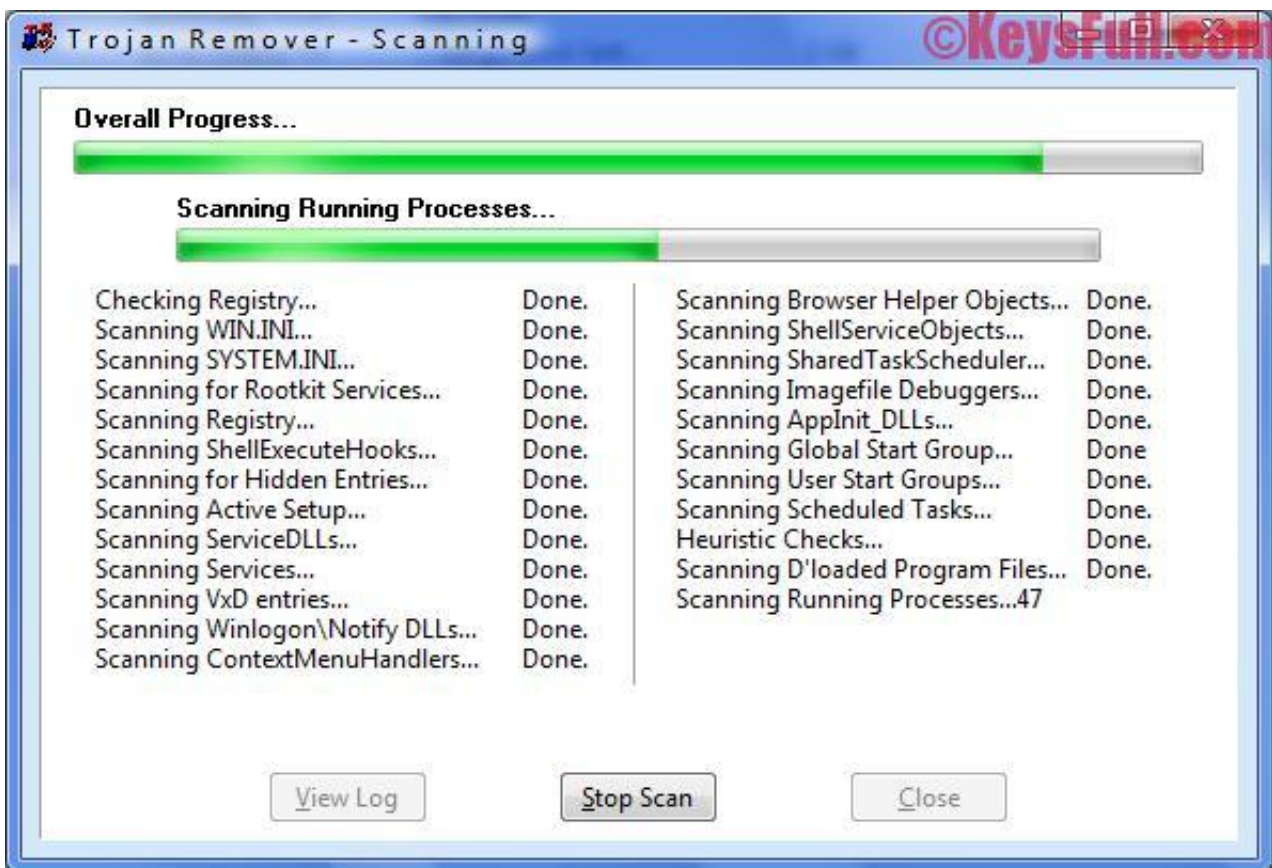 Trojan Remover - Scanning
©KeysFull.com
Overall Progress...
Scanning Running Processes...
Checking Registry... Done.
Scanning WIN.INI... Done.
Scanning SYSTEM.INI... Done.
Scanning for Rootkit Services... Done.
Scanning Registry... Done.
Scanning ShellExecuteHooks... Done.
Scanning for Hidden Entries... Done.
Scanning Active Setup... Done.
Scanning ServiceDLLs... Done.
Scanning Services... Done.
Scanning VxD entries... Done.
Scanning Winlogon\Notify DLLs... Done.
Scanning ContextMenuHandlers... Done.
Scanning Browser Helper Objects... Done.
Scanning ShellServiceObjects... Done.
Scanning SharedTaskScheduler... Done.
Scanning Imagefile Debuggers... Done.
Scanning AppInit_DLLs... Done.
Scanning Global Start Group... Done
Scanning User Start Groups... Done.
Scanning Scheduled Tasks... Done.
Heuristic Checks... Done.
Scanning D'loaded Program Files... Done.
Scanning Running Processes...47
View Log Stop Scan Close